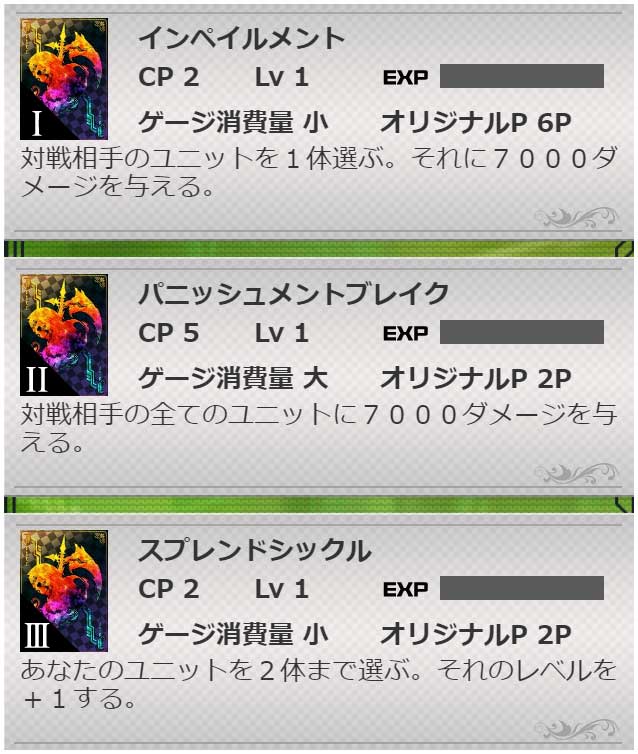 インペイルメント
CP 2 Lv 1 EXP
ゲージ消費量 小 オリジナルP 6P
I
対戦相手のユニットを１体選ぶ。それに７０００ダ
メージを与える。
パニッシュメントブレイク
CP 5 Lv 1 EXP
ゲージ消費量 大 オリジナルP 2P
II
対戦相手の全てのユニットに７０００ダメージを与
える。
スプレンドシックル
CP 2 Lv 1 EXP
ゲージ消費量 小 オリジナルP 2P
III
あなたのユニットを２体まで選ぶ。それのレベルを
＋１する。